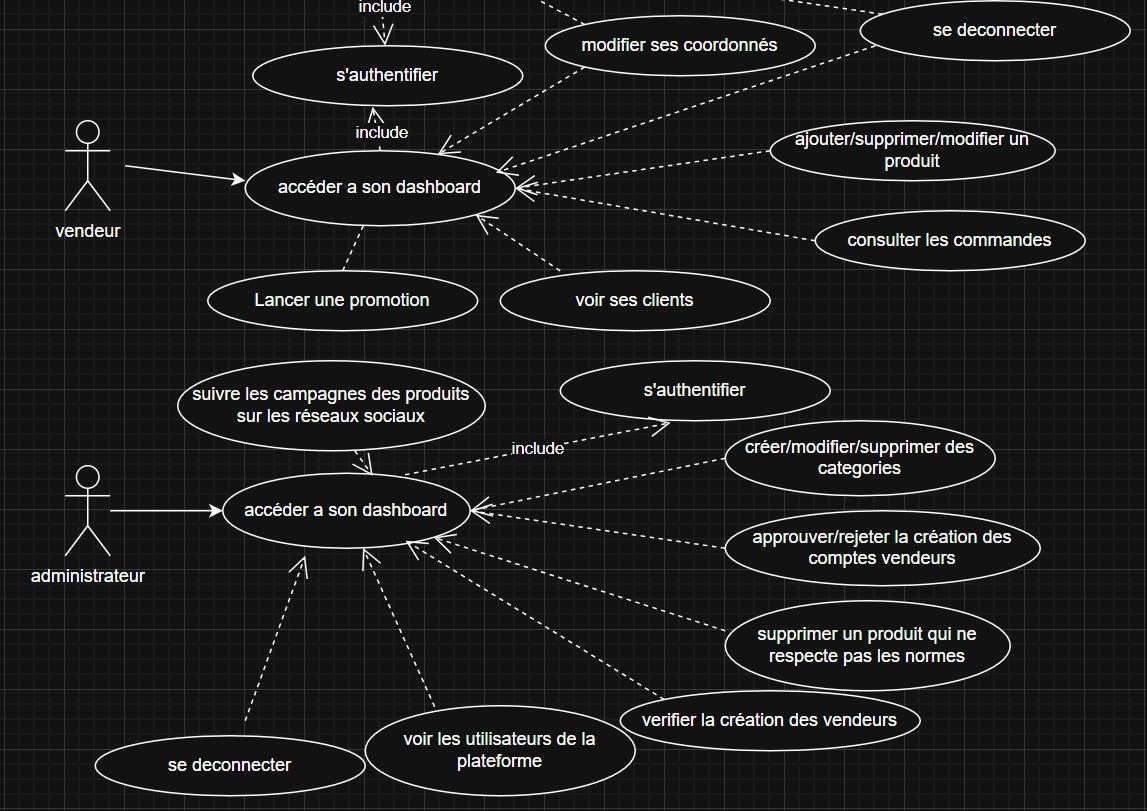 include
modifier ses coordonnés
se deconnecter
s'authentifier
include
ajouter/supprimer/modifier un
produit
accéder a son dashboard
vendeur
consulter les commandes
Lancer une promotion
voir ses clients
suivre les campagnes des produits
sur les réseaux sociaux
s'authentifier
include
créer/modifier/supprimer des
categories
accéder a son dashboard
approuver/rejeter la création des
comptes vendeurs
administrateur
supprimer un produit qui ne
respecte pas les normes
verifier la création des vendeurs
voir les utilisateurs de la
plateforme
se deconnecter